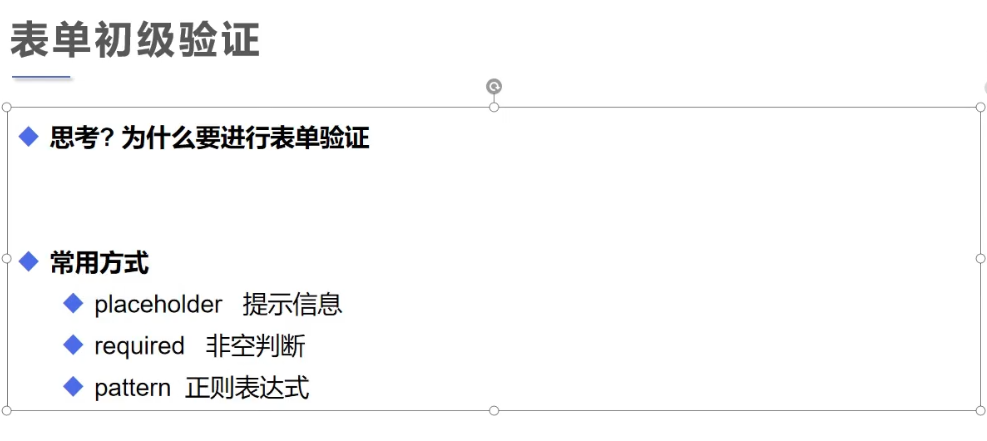 表单初级验证
思考? 为什么要进行表单验证
常用方式
placeholder 提示信息
required 非空判断
pattern 正则表达式